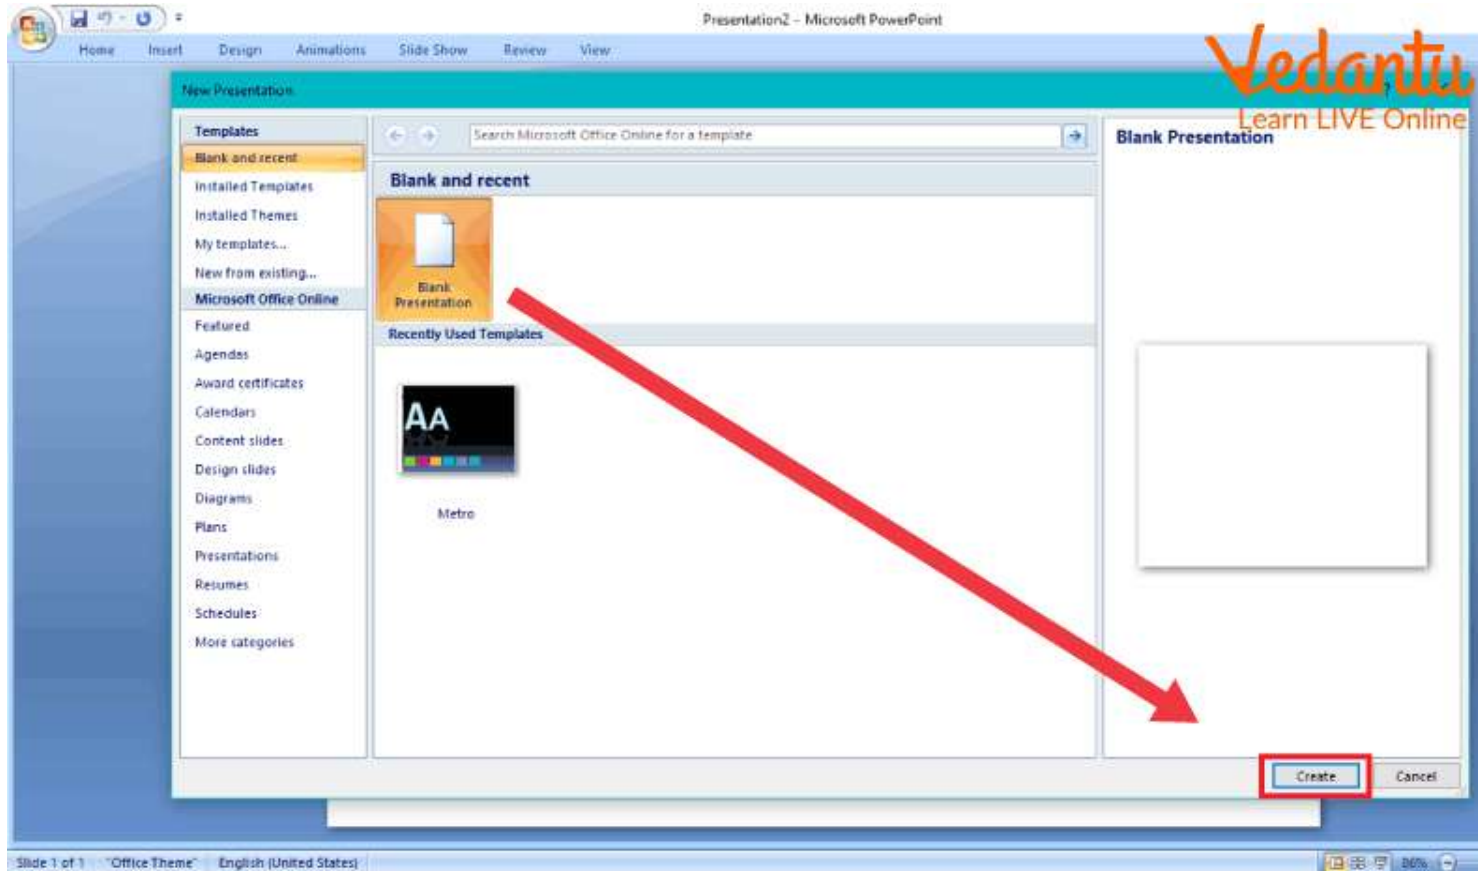 Presentation2 - Microsoft PowerPoint
Home Insert Design Animations Slide Show Review View
Vedantu
Learn LIVE Online
New Presentation
?
Templates
Blank and recent
Installed Templates
Installed Themes
My templates...
New from existing...
Microsoft Office Online
Featured
Agendas
Award certificates
Calendars
Content slides
Design slides
Diagrams
Plans
Presentations
Resumes
Schedules
More categories
Search Microsoft Office Online for a template
Blank and recent
Blank
Presentation
Recently Used Templates
AA
Metro
Blank Presentation
Create Cancel
Slide 1 of 1 "Office Theme" English (United States) 86%